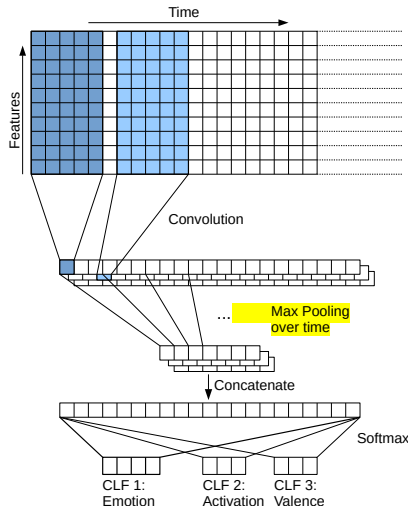 Time
Features
Convolution
... Max Pooling
over time
Concatenate
Softmax
CLF 1:
Emotion
CLF 2:
Activation
CLF 3:
Valence